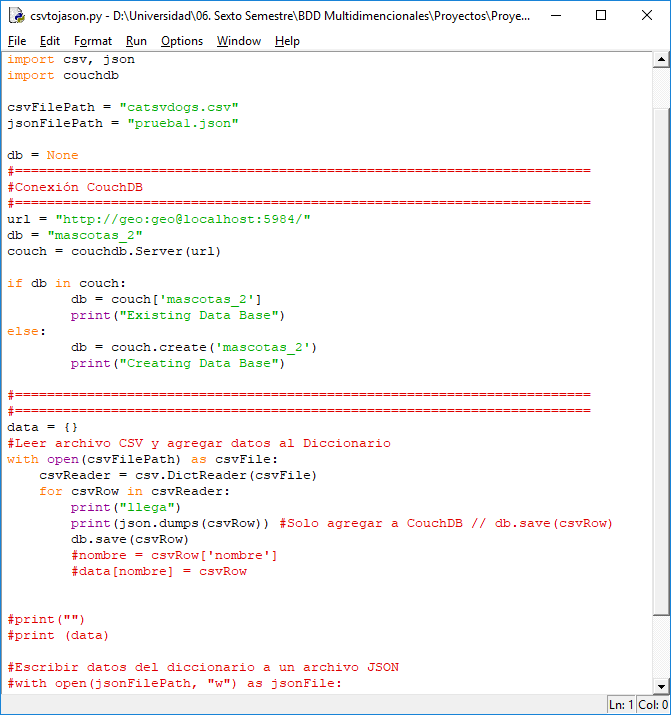 csvtojason.py - D:\Universidad\06. Sexto Semestre\BDD Multidimencionales\Proyectos\Proye...
File Edit Format Run Options Window Help
import csv, json
import couchdb
csvFilePath = "catsvdogs.csv"
jsonFilePath = "prueba1.json"
db = None
#========================================================================
#Conexión CouchDB
#========================================================================
url = "http://geo:geo@localhost:5984/"
db = "mascotas_2"
couch = couchdb.Server(url)
if db in couch:
        db = couch['mascotas_2']
        print("Existing Data Base")
else:
        db = couch.create('mascotas_2')
        print("Creating Data Base")
#========================================================================
#========================================================================
data = {}
#Leer archivo CSV y agregar datos al Diccionario
with open(csvFilePath) as csvFile:
    csvReader = csv.DictReader(csvFile)
    for csvRow in csvReader:
        print("llega")
        print(json.dumps(csvRow)) #Solo agregar a CouchDB // db.save(csvRow)
        db.save(csvRow)
        #nombre = csvRow['nombre']
        #data[nombre] = csvRow
#print("")
#print (data)
#Escribir datos del diccionario a un archivo JSON
#with open(jsonFilePath, "w") as jsonFile:
Ln: 1 Col: 0